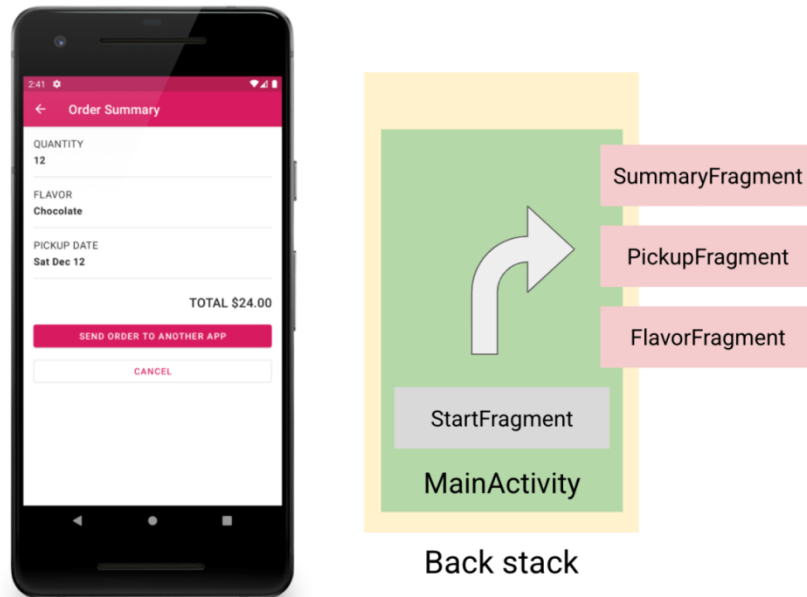 2:41
Order Summary
QUANTITY
12
FLAVOR
Chocolate
PICKUP DATE
Sat Dec 12
TOTAL $24.00
SEND ORDER TO ANOTHER APP
CANCEL
SummaryFragment
PickupFragment
FlavorFragment
StartFragment
MainActivity
Back stack